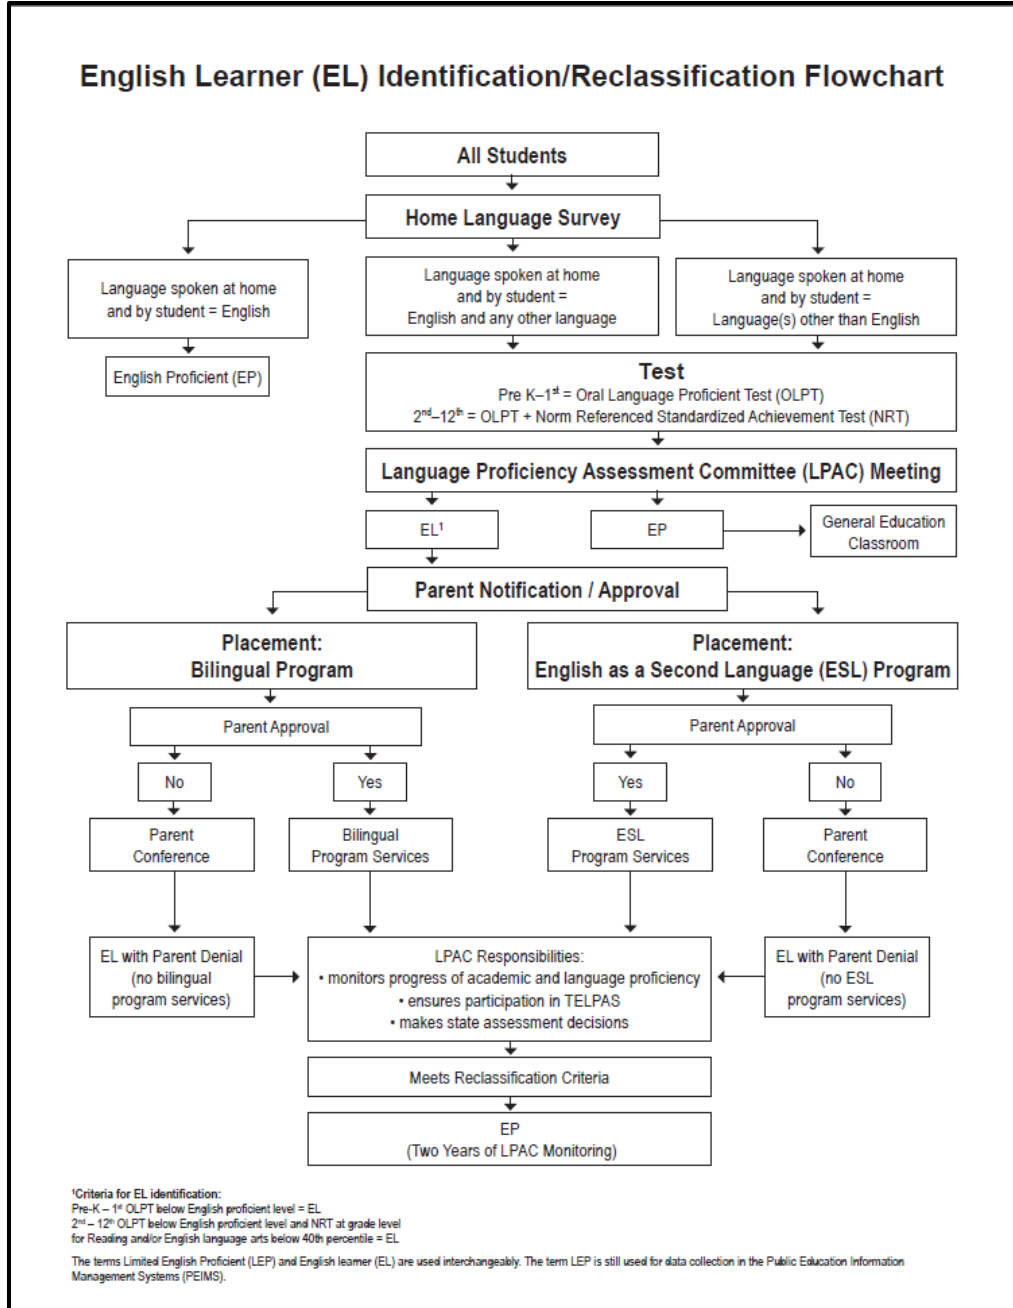 English Learner (EL) Identification/Reclassification Flowchart
All Students
Home Language Survey
Language spoken at home
and by student = English
Language spoken at home
and by student =
English and any other language
Language spoken at home
and by student =
Language(s) other than English
English Proficient (EP)
Test
Pre K–1st = Oral Language Proficient Test (OLPT)
2nd–12th = OLPT + Norm Referenced Standardized Achievement Test (NRT)
Language Proficiency Assessment Committee (LPAC) Meeting
EL¹
EP
General Education
Classroom
Parent Notification / Approval
Placement:
Bilingual Program
Placement:
English as a Second Language (ESL) Program
Parent Approval
Parent Approval
No
Yes
Yes
No
Parent
Conference
Bilingual
Program Services
ESL
Program Services
Parent
Conference
EL with Parent Denial
(no bilingual
program services)
LPAC Responsibilities:
• monitors progress of academic and language proficiency
• ensures participation in TELPAS
• makes state assessment decisions
EL with Parent Denial
(no ESL
program services)
Meets Reclassification Criteria
EP
(Two Years of LPAC Monitoring)
¹Criteria for EL identification:
Pre-K – 1st OLPT below English proficient level = EL
2nd – 12th OLPT below English proficient level and NRT at grade level
for Reading and/or English language arts below 40th percentile = EL
The terms Limited English Proficient (LEP) and English learner (EL) are used interchangeably. The term LEP is still used for data collection in the Public Education Information
Management Systems (PEIMS).